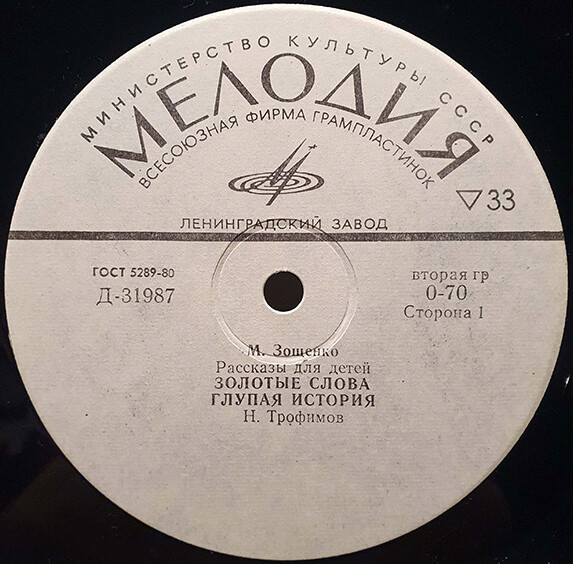 МИНИСТЕРСТВО КУЛЬТУРЫ СССР
МЕЛОДИЯ
ВСЕСОЮЗНАЯ ФИРМА ГРАМПЛАСТИНОК
33
ЛЕНИНГРАДСКИЙ ЗАВОД
ГОСТ 5289-80
Д-31987
вторая гр
0-70
Сторона 1
М. Зощенко
Рассказы для детей
ЗОЛОТЫЕ СЛОВА
ГЛУПАЯ ИСТОРИЯ
Н. Трофимов